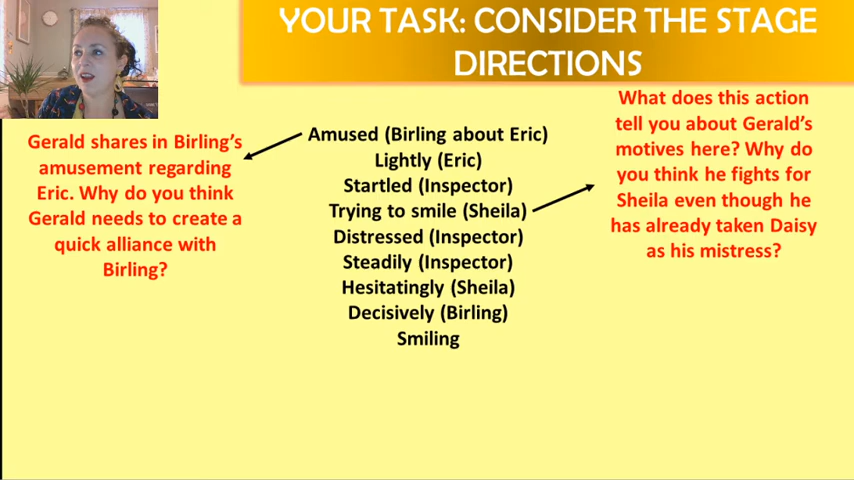 YOUR TASK: CONSIDER THE STAGE
DIRECTIONS
Gerald shares in Birling's
amusement regarding
Eric. Why do you think
Gerald needs to create a
quick alliance with
Birling?
Amused (Birling about Eric)
Lightly (Eric)
Startled (Inspector)
Trying to smile (Sheila)
Distressed (Inspector)
Steadily (Inspector)
Hesitatingly (Sheila)
Decisively (Birling)
Smiling
What does this action
tell you about Gerald's
motives here? Why do
you think he fights for
Sheila even though he
has already taken Daisy
as his mistress?